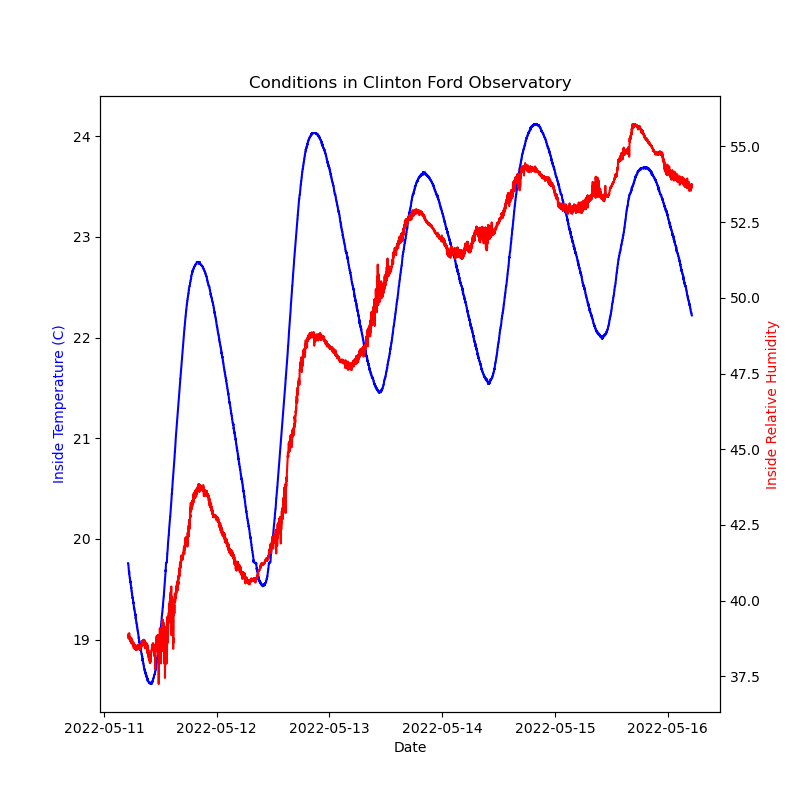 Conditions in Clinton Ford Observatory
Inside Temperature (C)
24
23
22
21
20
19
55.0
52.5
50.0
47.5
45.0
42.5
40.0
37.5
Inside Relative Humidity
2022-05-11 2022-05-12 2022-05-13 2022-05-14 2022-05-15 2022-05-16
Date